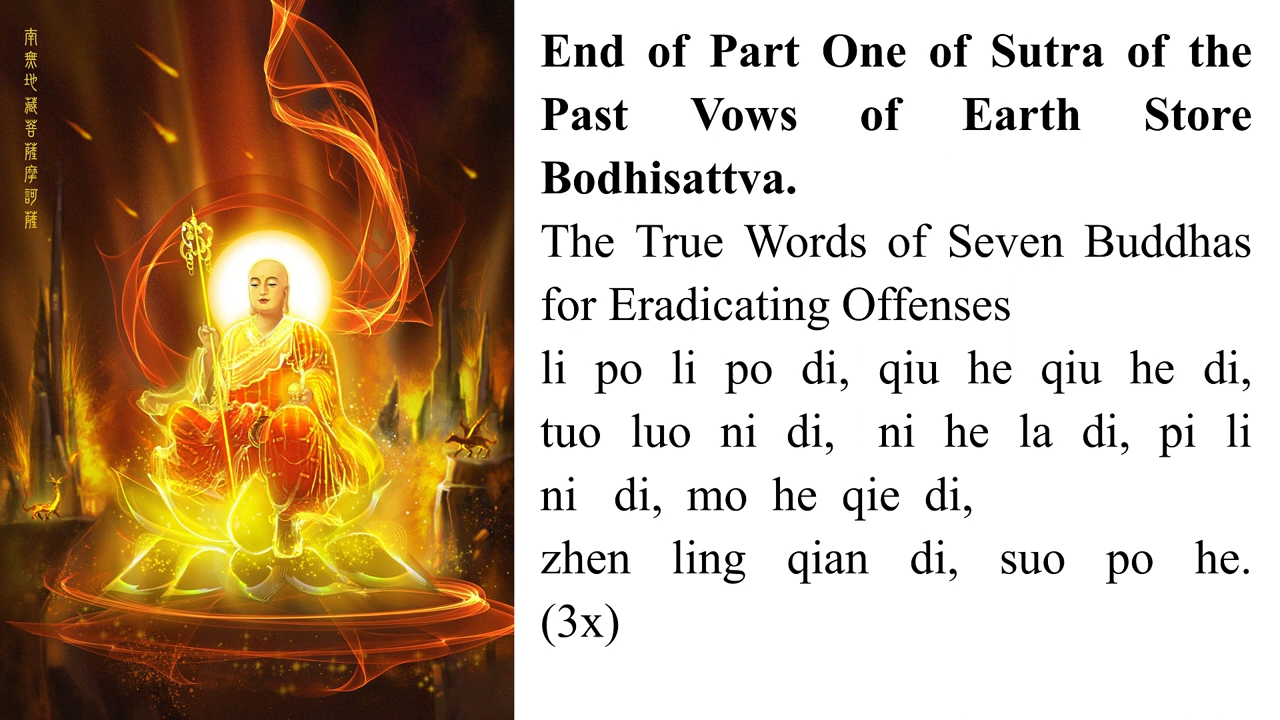 南無地藏菩薩摩訶薩
End of Part One of Sutra of the
Past Vows of Earth Store
Bodhisattva.
The True Words of Seven Buddhas
for Eradicating Offenses
li po li po di, qiu he qiu he di,
tuo luo ni di, ni he la di, pi li
ni di, mo he qie di,
zhen ling qian di, suo po he.
(3x)